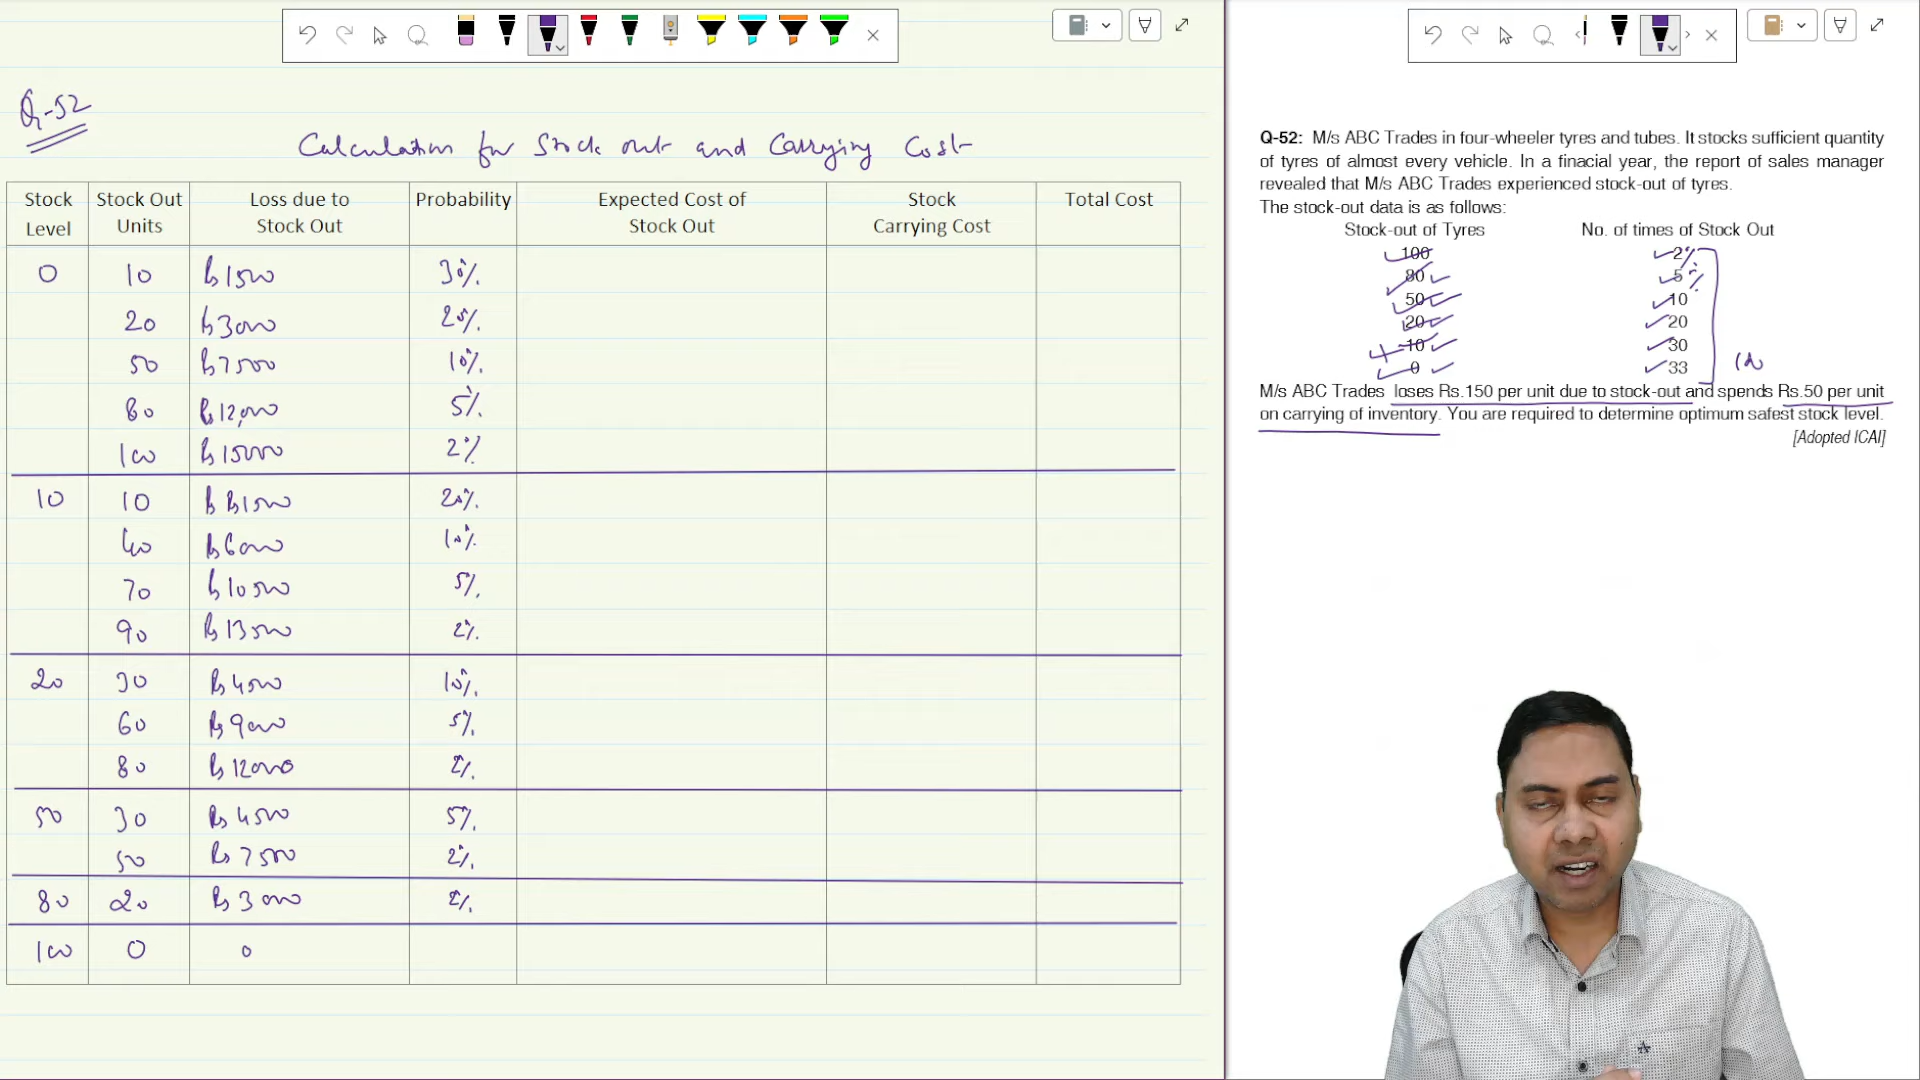 Q-52
Calculation for Stock out and Carrying Cost
Stock Level | Stock Out Units | Loss due to Stock Out | Probability | Expected Cost of Stock Out | Stock Carrying Cost | Total Cost
0 | 10 | Rs 1500 | 30%
20 | Rs 3000 | 20%
50 | Rs 7500 | 10%
80 | Rs 12,000 | 5%
100 | Rs 15000 | 2%
10 | 10 | Rs Rs 1500 | 20%
40 | Rs 6000 | 10%
70 | Rs 10500 | 5%
90 | Rs 13500 | 2%
20 | 30 | Rs 4500 | 10%
60 | Rs 9000 | 5%
80 | Rs 12000 | 2%
50 | 30 | Rs 4500 | 5%
50 | Rs 7500 | 2%
80 | 20 | Rs 3000 | 2%
100 | 0 | 0
Q-52: M/s ABC Trades in four-wheeler tyres and tubes. It stocks sufficient quantity
of tyres of almost every vehicle. In a finacial year, the report of sales manager
revealed that M/s ABC Trades experienced stock-out of tyres.
The stock-out data is as follows:
Stock-out of Tyres | No. of times of Stock Out
100 | 2%
80 | 5%
50 | 10
20 | 20
10 | 30
0 | 33
100
M/s ABC Trades loses Rs.150 per unit due to stock-out and spends Rs.50 per unit
on carrying of inventory. You are required to determine optimum safest stock level.
[Adopted ICAI]